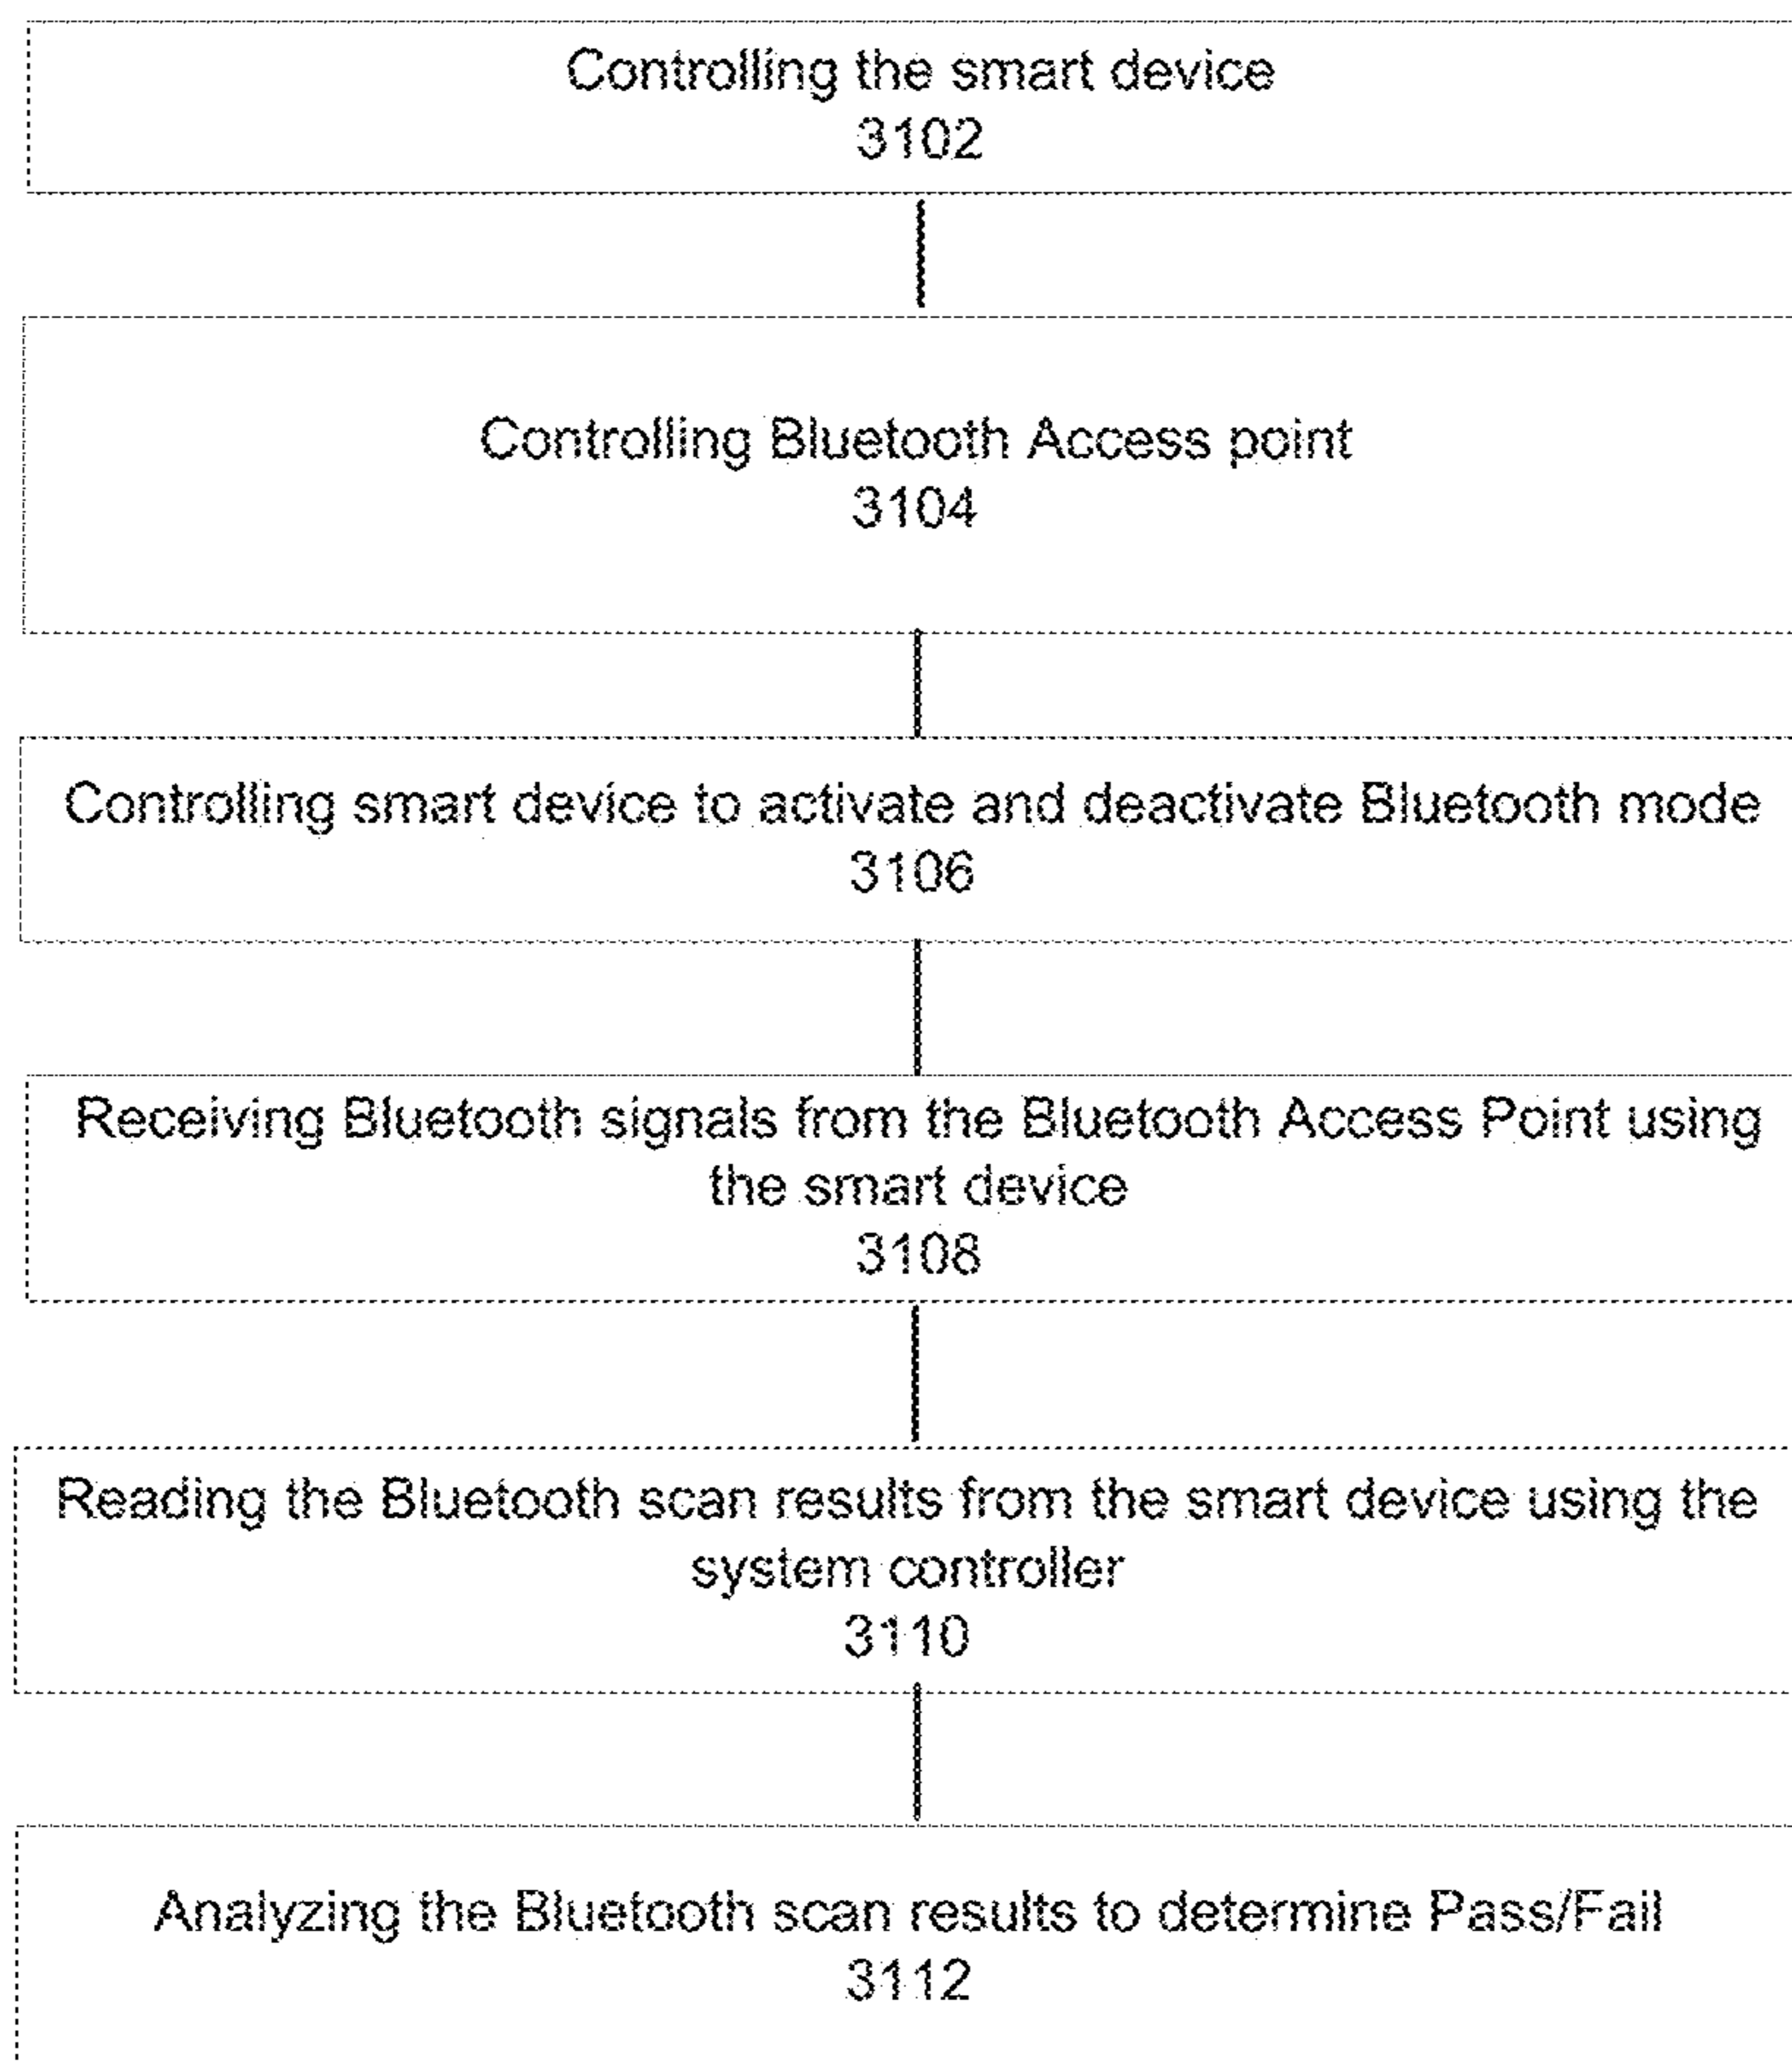 Controlling the smart device
3102
Controlling Bluetooth Access point
3104
Controlling smart device to activate and deactivate Bluetooth mode
3106
Receiving Bluetooth signals from the Bluetooth Access Point using
the smart device
3108
Reading the Bluetooth scan results from the smart device using the
system controller
3110
Analyzing the Bluetooth scan results to determine Pass/Fail
3112